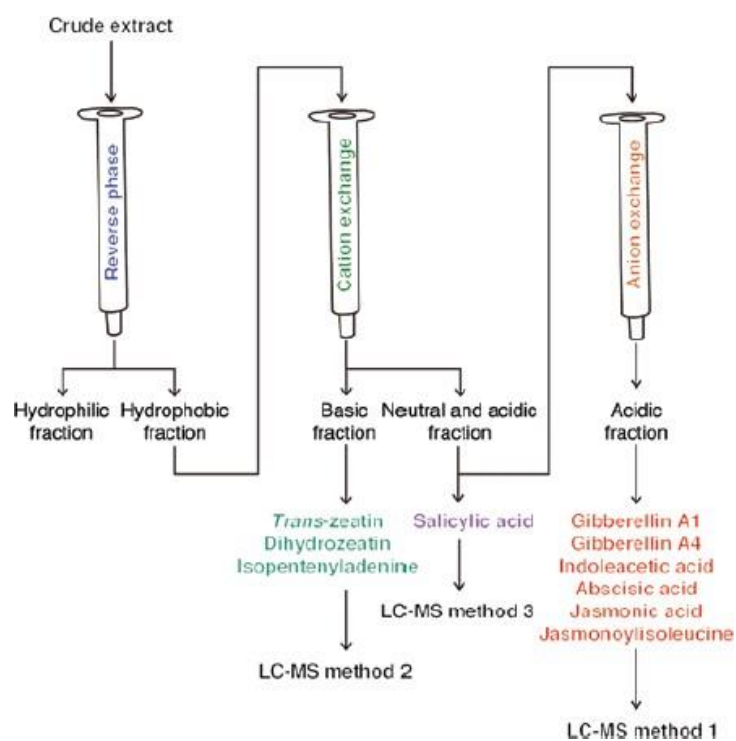 Crude extract
Reverse phase
Cation exchange
Anion exchange
Hydrophilic
fraction
Hydrophobic
fraction
Basic
fraction
Neutral and acidic
fraction
Acidic
fraction
Trans-zeatin
Dihydrozeatin
Isopentenyladenine
Salicylic acid
Gibberellin A1
Gibberellin A4
Indoleacetic acid
Abscisic acid
Jasmonic acid
Jasmonoylisoleucine
LC-MS method 3
LC-MS method 2
LC-MS method 1